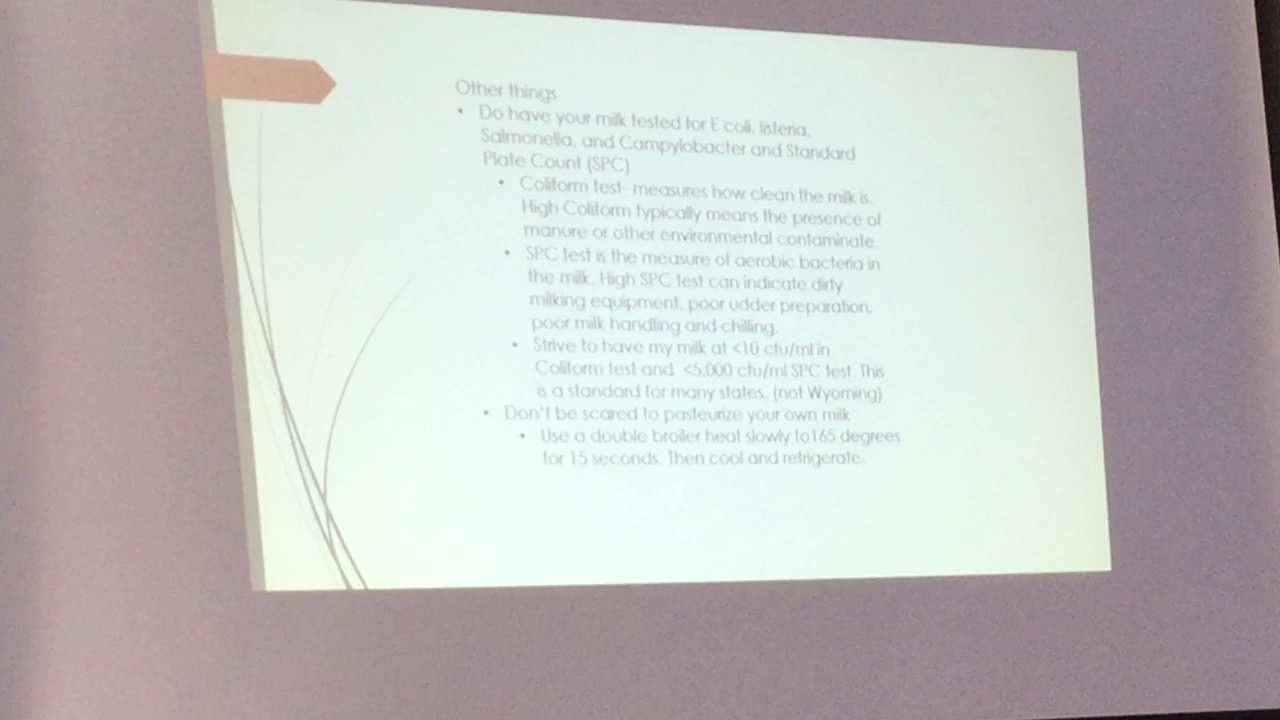 Other things
• Do have your milk tested for E coli, listeria,
Salmonella, and Campylobacter and Standard
Plate Count (SPC)
• Coliform test- measures how clean the milk is.
High Coliform typically means the presence of
manure or other environmental contaminate.
• SPC test is the measure of aerobic bacteria in
the milk. High SPC test can indicate dirty
milking equipment, poor udder preparation,
poor milk handling and chilling.
• Strive to have my milk at <10 cfu/ml in
Coliform test and <5,000 cfu/ml SPC test. This
is a standard for many states. (not Wyoming)
• Don't be scared to pasteurize your own milk
• Use a double broiler heat slowly to165 degrees
for 15 seconds. Then cool and refrigerate.